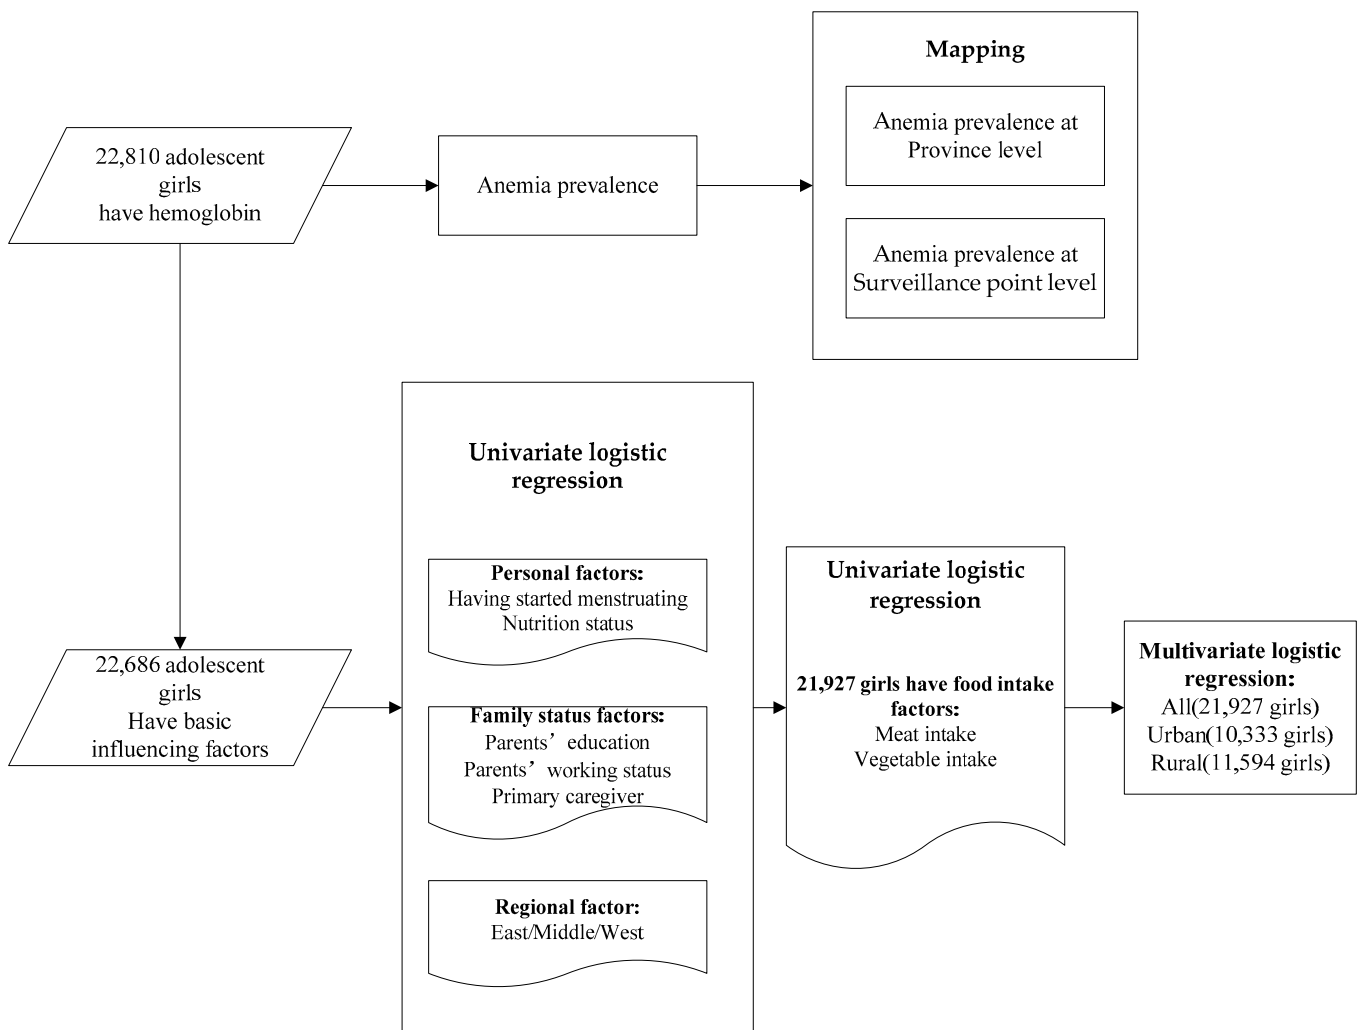 22,810 adolescent
girls
have hemoglobin
Anemia prevalence
Mapping
Anemia prevalence at
Province level
Anemia prevalence at
Surveillance point level
22,686 adolescent
girls
Have basic
influencing factors
Univariate logistic
regression
Personal factors:
Having started menstruating
Nutrition status
Family status factors:
Parents’ education
Parents’ working status
Primary caregiver
Regional factor:
East/Middle/West
Univariate logistic
regression
21,927 girls have food intake
factors:
Meat intake
Vegetable intake
Multivariate logistic
regression:
All(21,927 girls)
Urban(10,333 girls)
Rural(11,594 girls)